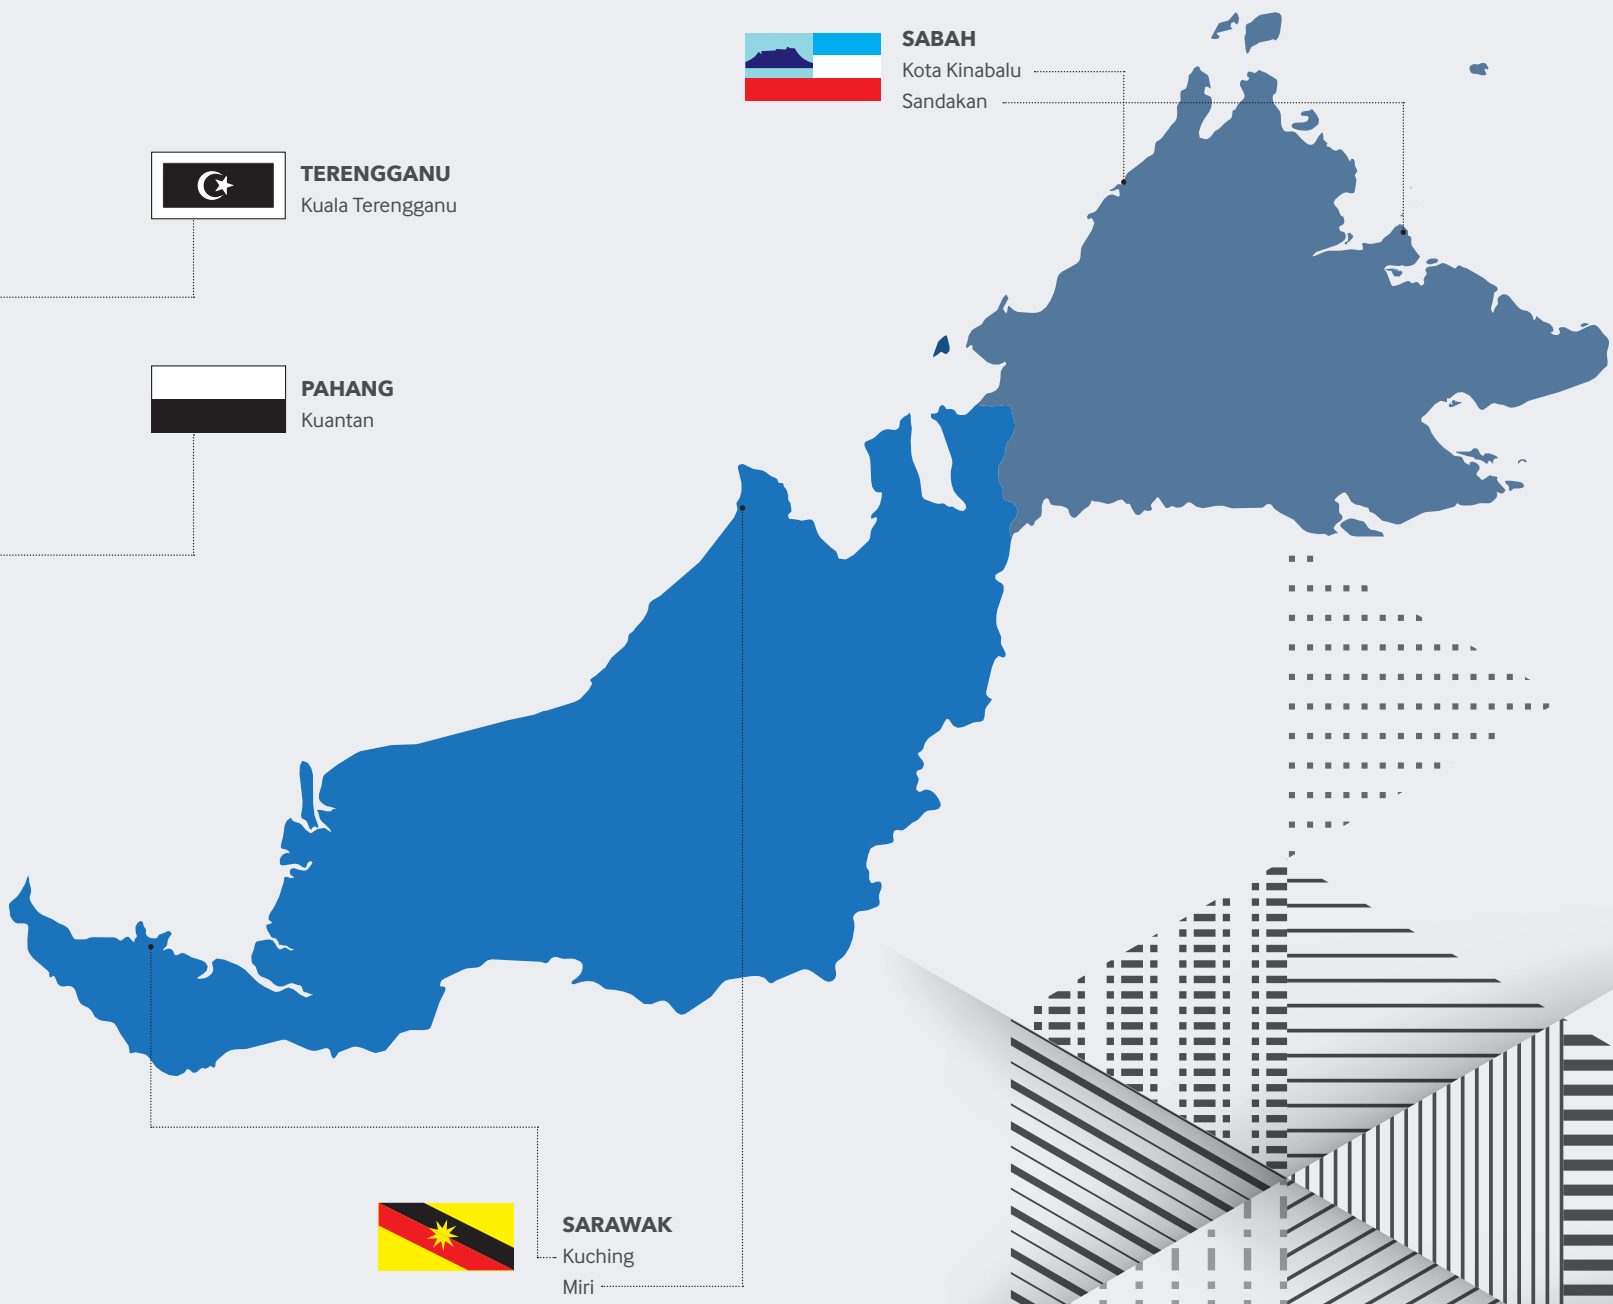 SABAH
Kota Kinabalu
Sandakan
TERENGGANU
Kuala Terengganu
PAHANG
Kuantan
SARAWAK
Kuching
Miri